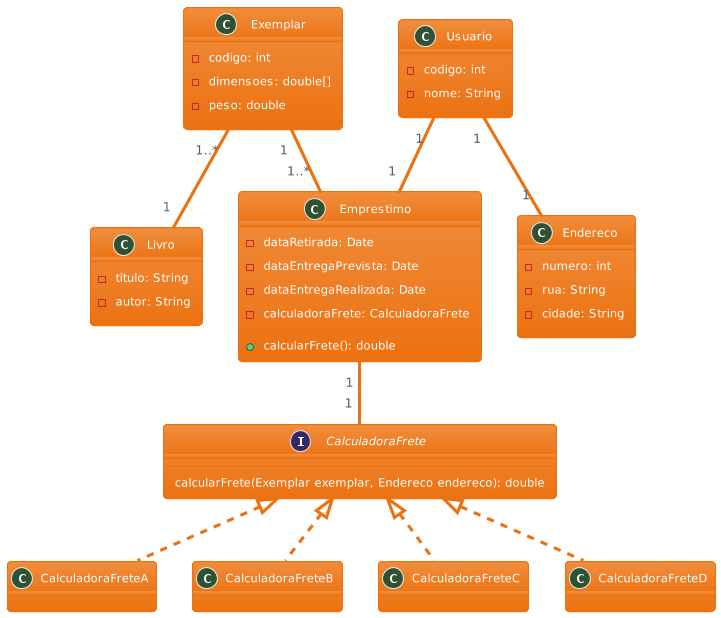 C Exemplar
codigo: int
dimensoes: double[]
peso: double
C Usuario
codigo: int
nome: String
1..*
1
1
1
1..*
1
1
1
C Livro
titulo: String
autor: String
C Emprestimo
dataRetirada: Date
dataEntregaPrevista: Date
dataEntregaRealizada: Date
calculadoraFrete: CalculadoraFrete
calcularFrete(): double
C Endereco
numero: int
rua: String
cidade: String
1
1
I CalculadoraFrete
calcularFrete(Exemplar exemplar, Endereco endereco): double
C CalculadoraFreteA
C CalculadoraFreteB
C CalculadoraFreteC
C CalculadoraFreteD